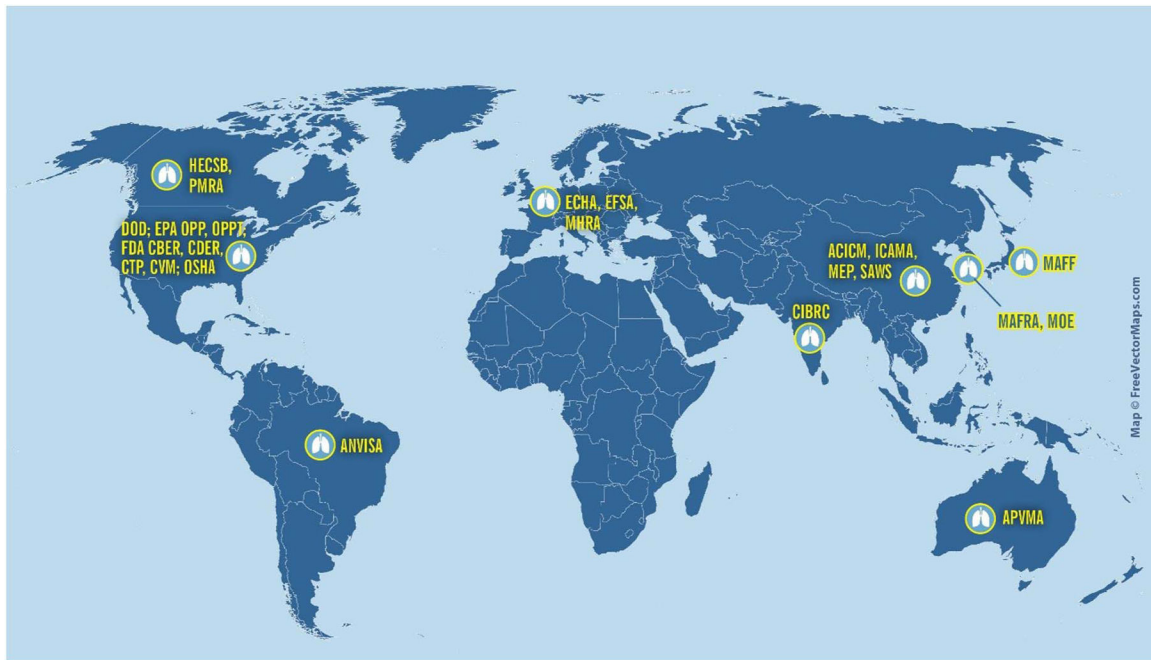 HECSB,
PMRA
DOD; EPA OPP, OPPT,
FDA CBER, CDER,
CTP, CVM; OSHA
ECHA, EFSA,
MHRA
ACICM, ICAMA,
MEP, SAWS
MAFF
MAFRA, MOE
CIBRC
ANVISA
APVMA
Map © FreeVectorMaps.com